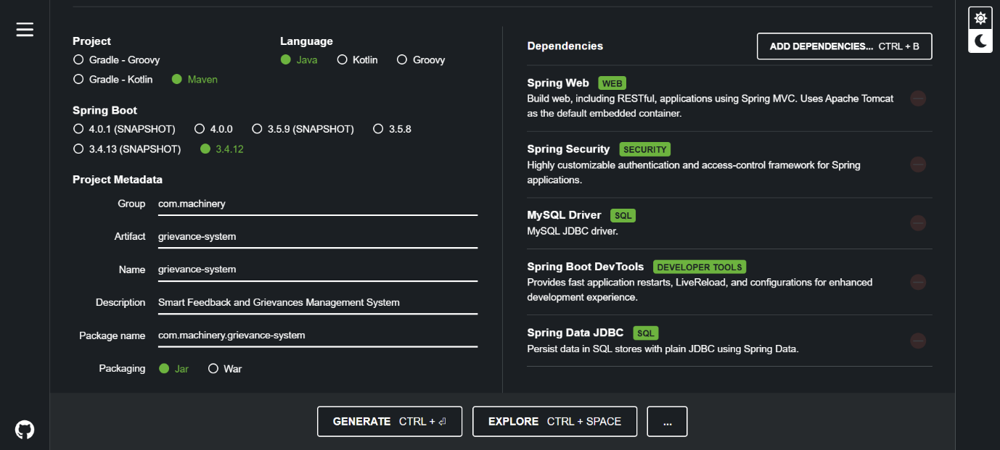 Project
Gradle - Groovy
Gradle - Kotlin Maven
Language
Java Kotlin Groovy
Spring Boot
4.0.1 (SNAPSHOT) 4.0.0 3.5.9 (SNAPSHOT) 3.5.8
3.4.13 (SNAPSHOT) 3.4.12
Project Metadata
Group com.machinery
Artifact grievance-system
Name grievance-system
Description Smart Feedback and Grievances Management System
Package name com.machinery.grievance-system
Packaging Jar War
Dependencies ADD DEPENDENCIES... CTRL + B
Spring Web WEB
Build web, including RESTful, applications using Spring MVC. Uses Apache Tomcat
as the default embedded container.
Spring Security SECURITY
Highly customizable authentication and access-control framework for Spring
applications.
MySQL Driver SQL
MySQL JDBC driver.
Spring Boot DevTools DEVELOPER TOOLS
Provides fast application restarts, LiveReload, and configurations for enhanced
development experience.
Spring Data JDBC SQL
Persist data in SQL stores with plain JDBC using Spring Data.
GENERATE CTRL + ⏎ EXPLORE CTRL + SPACE ...